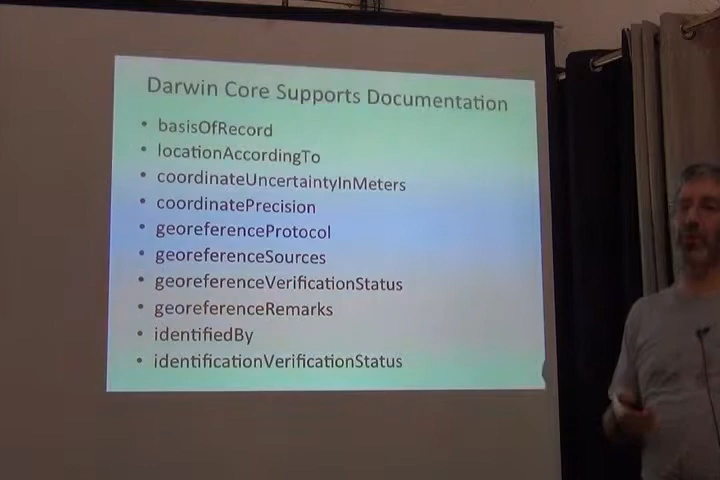 Darwin Core Supports Documentation
• basisOfRecord
• locationAccordingTo
• coordinateUncertaintyInMeters
• coordinatePrecision
• georeferenceProtocol
• georeferenceSources
• georeferenceVerificationStatus
• georeferenceRemarks
• identifiedBy
• identificationVerificationStatus